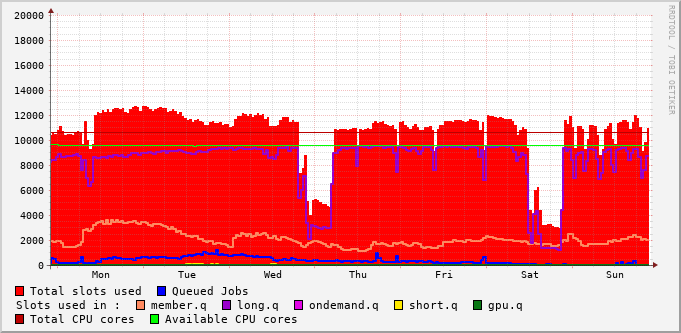 20000
18000
16000
14000
12000
10000
8000
6000
4000
2000
0
Mon Tue Wed Thu Fri Sat Sun
RRDTOOL / TOBI OETIKER
Total slots used Queued Jobs
Slots used in : member.q long.q ondemand.q short.q gpu.q
Total CPU cores Available CPU cores